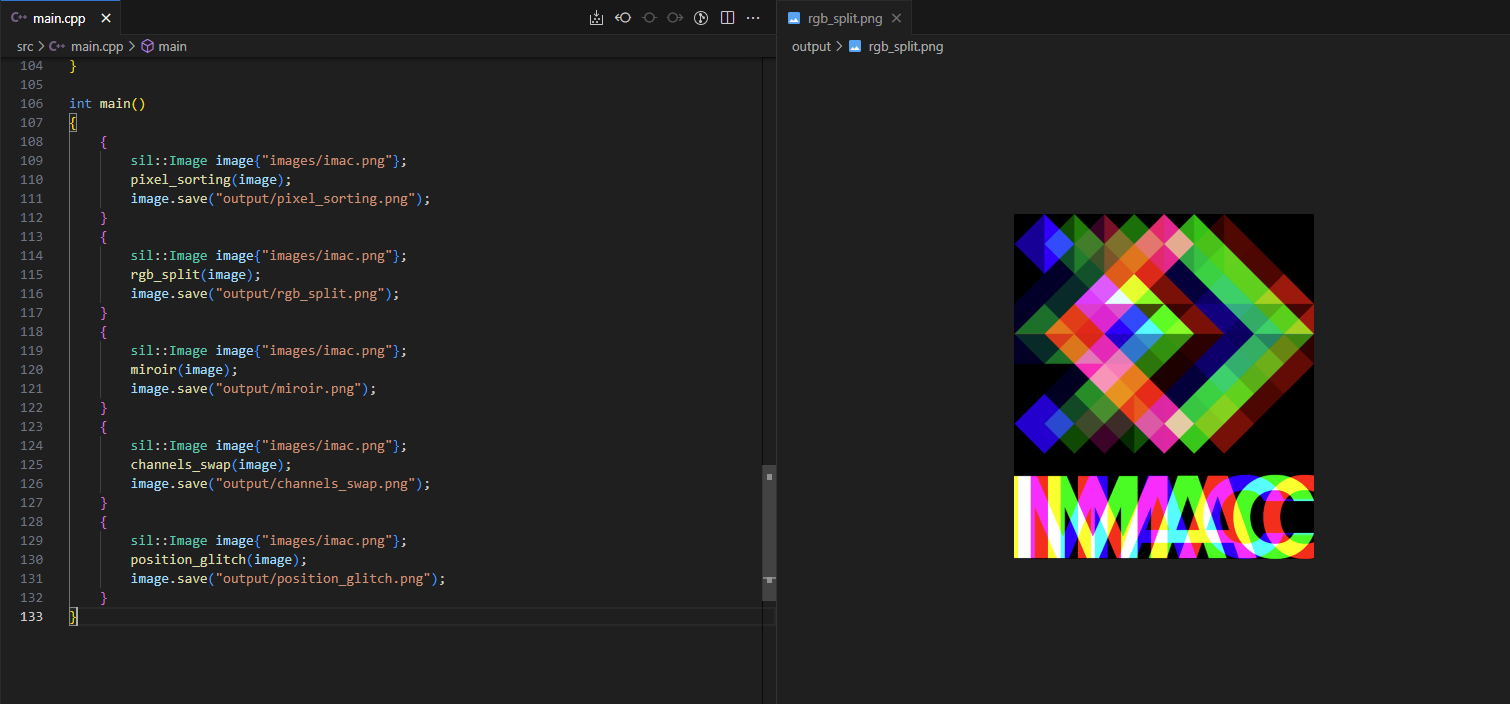 main.cpp
src > main.cpp > main
104 }
105
106 int main()
107 {
108 {
109 sil::Image image{"images/imac.png"};
110 pixel_sorting(image);
111 image.save("output/pixel_sorting.png");
112 }
113 {
114 sil::Image image{"images/imac.png"};
115 rgb_split(image);
116 image.save("output/rgb_split.png");
117 }
118 {
119 sil::Image image{"images/imac.png"};
120 miroir(image);
121 image.save("output/miroir.png");
122 }
123 {
124 sil::Image image{"images/imac.png"};
125 channels_swap(image);
126 image.save("output/channels_swap.png");
127 }
128 {
129 sil::Image image{"images/imac.png"};
130 position_glitch(image);
131 image.save("output/position_glitch.png");
132 }
133 }
rgb_split.png
output > rgb_split.png
IMAC